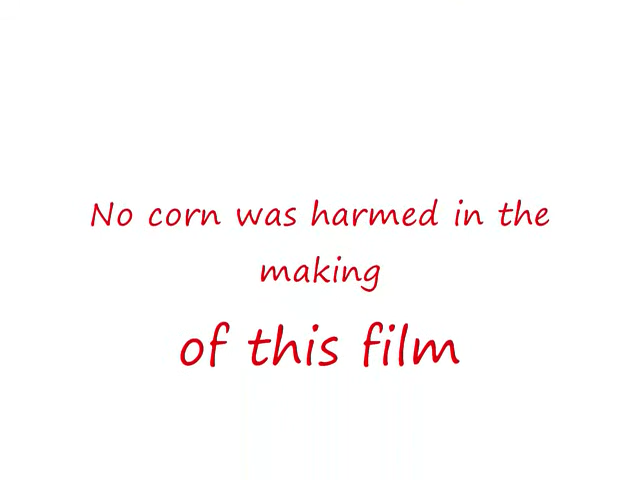 No corn was harmed in the
making
of this film